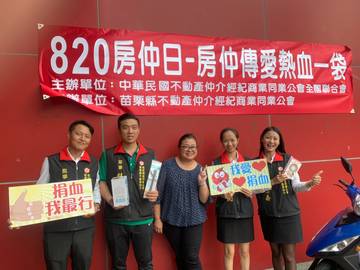 820房仲日-房仲傳愛熱血一袋
主辦單位：中華民國不動產仲介經紀商業同業公會全國聯合會
辦單位：苗栗縣不動產仲介經紀商業同業公會
捐血
我最行
我愛
捐血